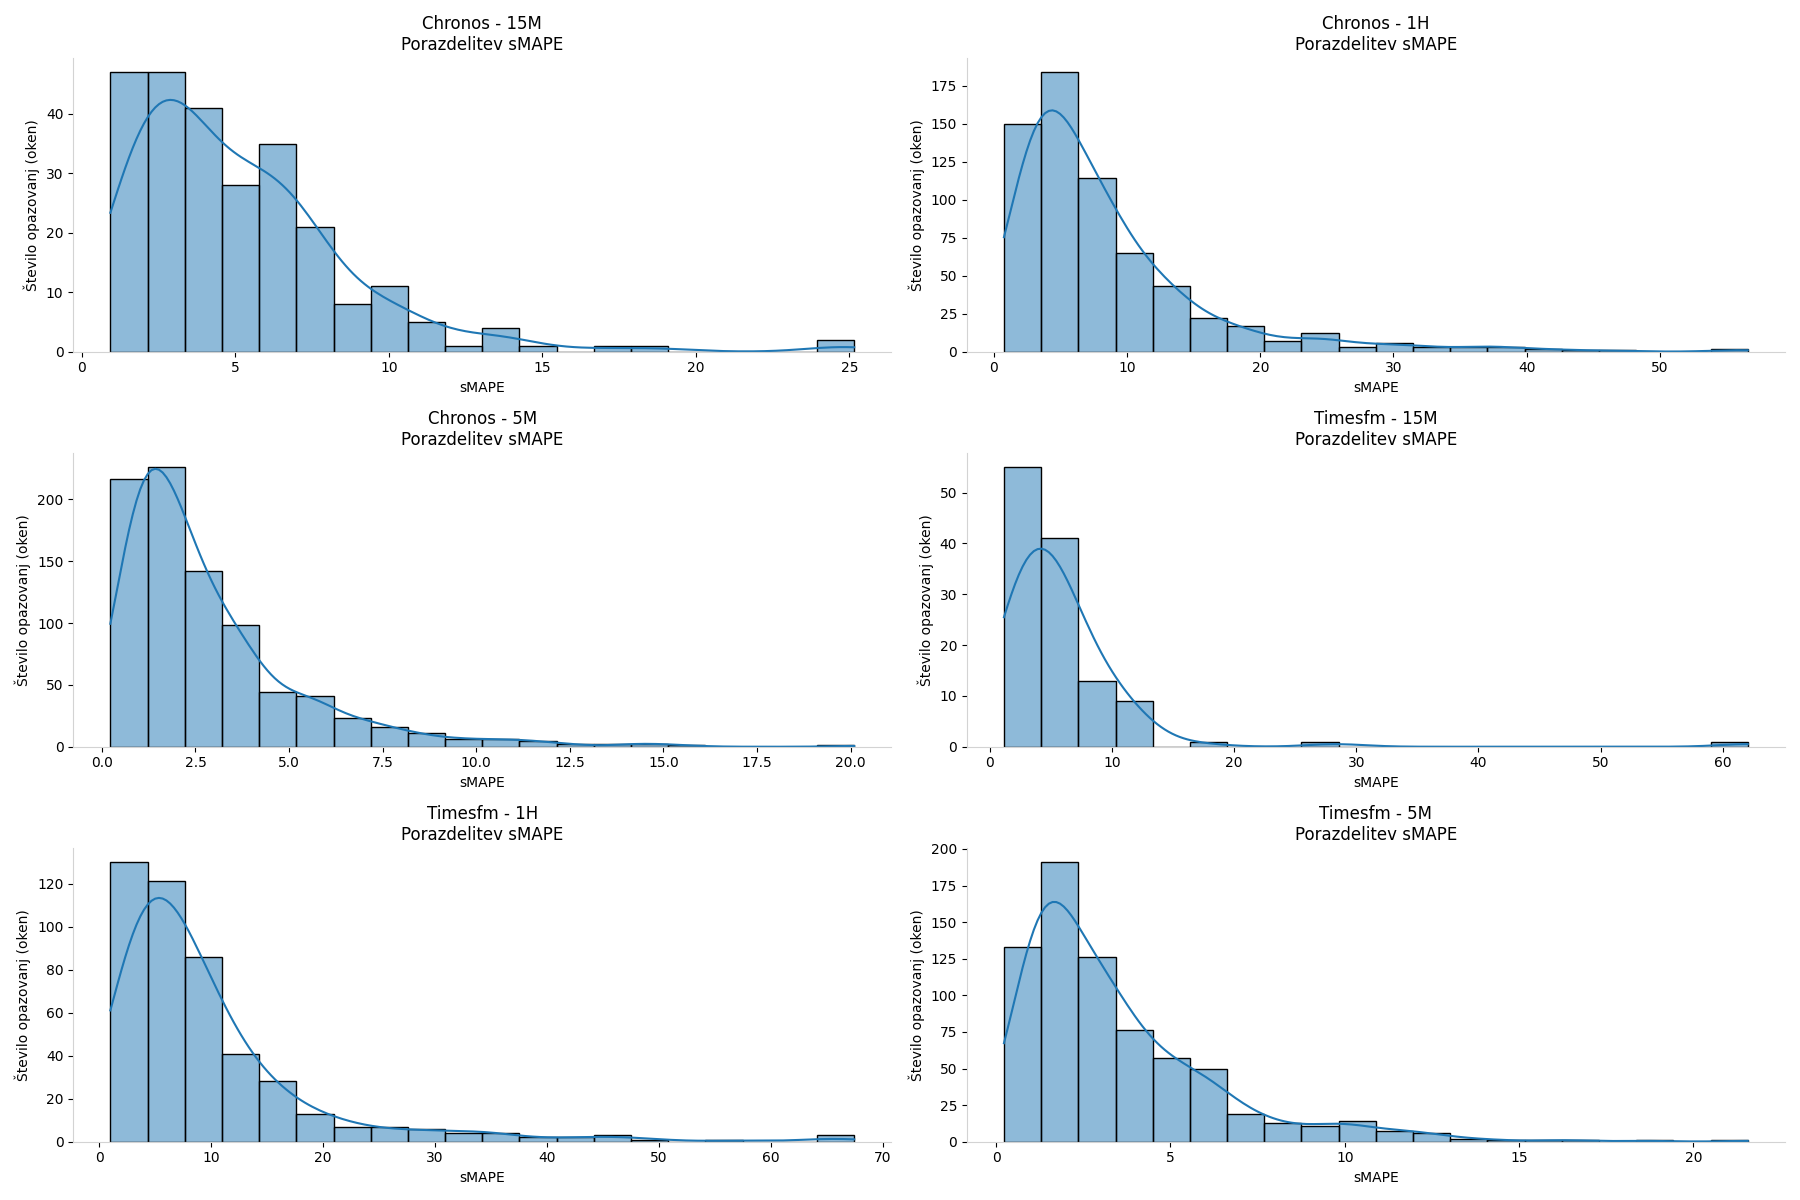 Chronos - 15M
Porazdelitev sMAPE
Število opazovanj (oken)
40
30
20
10
0
0 5 10 15 20 25
sMAPE
Chronos - 1H
Porazdelitev sMAPE
Število opazovanj (oken)
175
150
125
100
75
50
25
0
0 10 20 30 40 50
sMAPE
Chronos - 5M
Porazdelitev sMAPE
Število opazovanj (oken)
200
150
100
50
0
0.0 2.5 5.0 7.5 10.0 12.5 15.0 17.5 20.0
sMAPE
Timesfm - 15M
Porazdelitev sMAPE
Število opazovanj (oken)
50
40
30
20
10
0
0 10 20 30 40 50 60
sMAPE
Timesfm - 1H
Porazdelitev sMAPE
Število opazovanj (oken)
120
100
80
60
40
20
0
0 10 20 30 40 50 60 70
sMAPE
Timesfm - 5M
Porazdelitev sMAPE
Število opazovanj (oken)
200
175
150
125
100
75
50
25
0
0 5 10 15 20
sMAPE